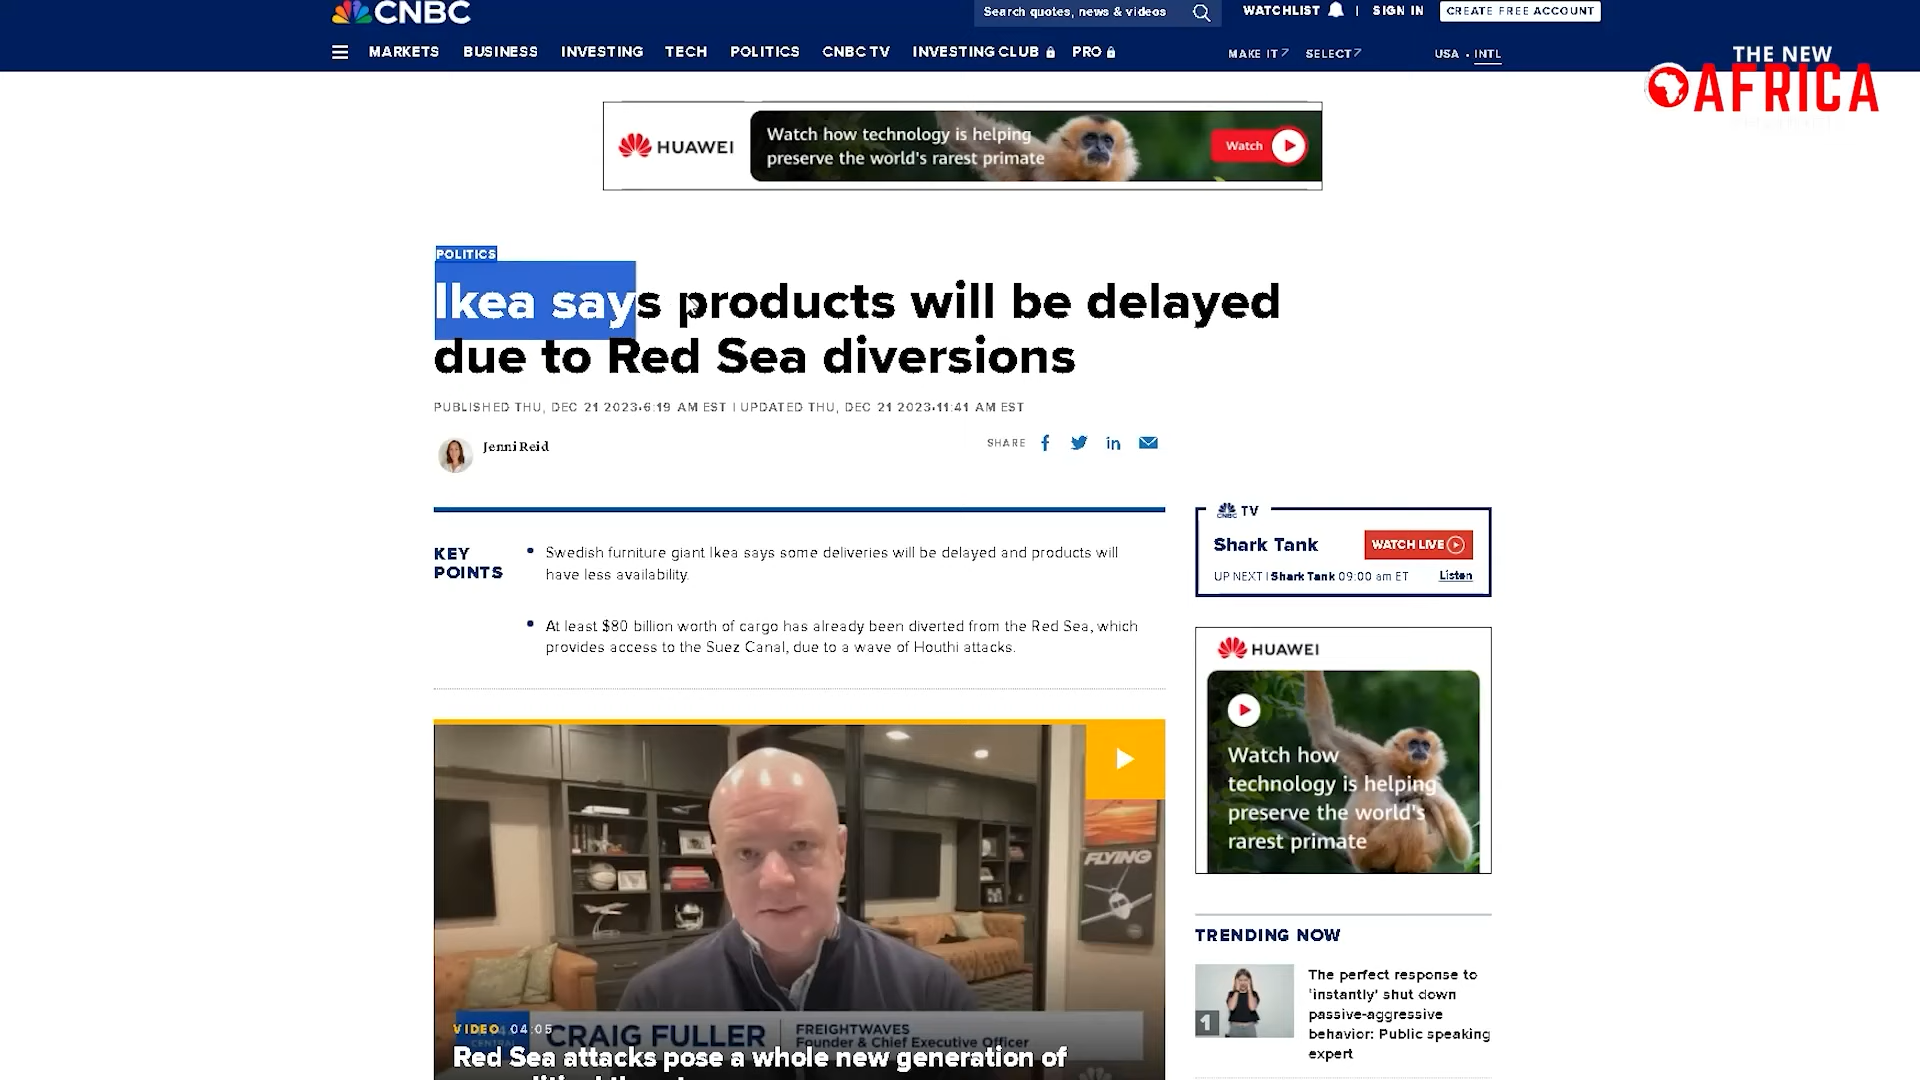 CNBC
Search quotes, news & videos
WATCHLIST
SIGN IN
CREATE FREE ACCOUNT
MARKETS
BUSINESS
INVESTING
TECH
POLITICS
CNBC TV
INVESTING CLUB
PRO
MAKE IT
SELECT
USA • INTL
THE NEW
AFRICA
HUAWEI
Watch how technology is helping
preserve the world's rarest primate
Watch
POLITICS
Ikea says products will be delayed
due to Red Sea diversions
PUBLISHED THU, DEC 21 2023•6:19 AM EST | UPDATED THU, DEC 21 2023•11:41 AM EST
Jenni Reid
SHARE
KEY
POINTS
Swedish furniture giant Ikea says some deliveries will be delayed and products will
have less availability.
At least $80 billion worth of cargo has already been diverted from the Red Sea, which
provides access to the Suez Canal, due to a wave of Houthi attacks.
CNBC TV
Shark Tank
WATCH LIVE
UP NEXT | Shark Tank 09:00 am ET
Listen
HUAWEI
Watch how
technology is helping
preserve the world's
rarest primate
FLYING
VIDEO 04:05
CENTRAL
CRAIG FULLER
FREIGHTWAVES
Founder & Chief Executive Officer
Red Sea attacks pose a whole new generation of
TRENDING NOW
1
The perfect response to
'instantly' shut down
passive-aggressive
behavior: Public speaking
expert